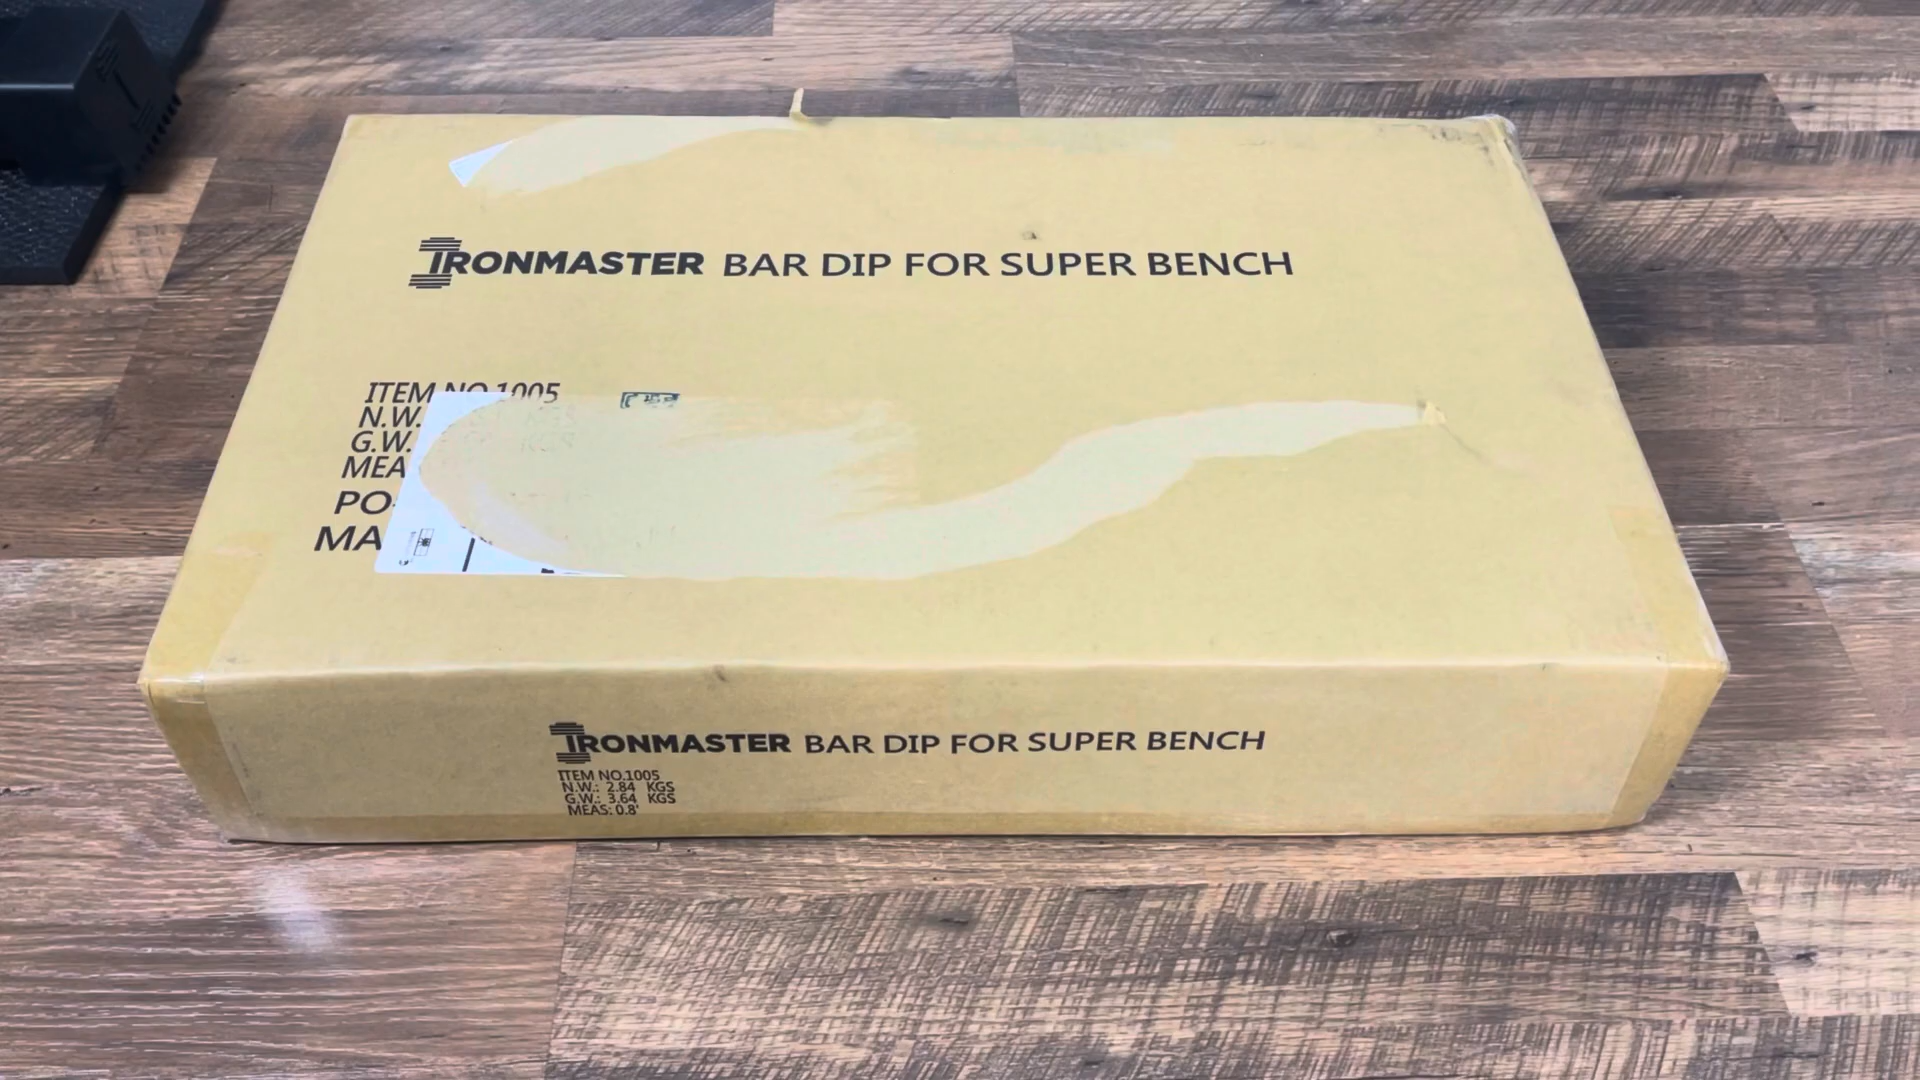 IRONMASTER BAR DIP FOR SUPER BENCH
ITEM NO.1005
N.W.
G.W.
MEA
PO
MA
IRONMASTER BAR DIP FOR SUPER BENCH
ITEM NO.1005
N.W.: 2.84 KGS
G.W.: 3.64 KGS
MEAS: 0.8'